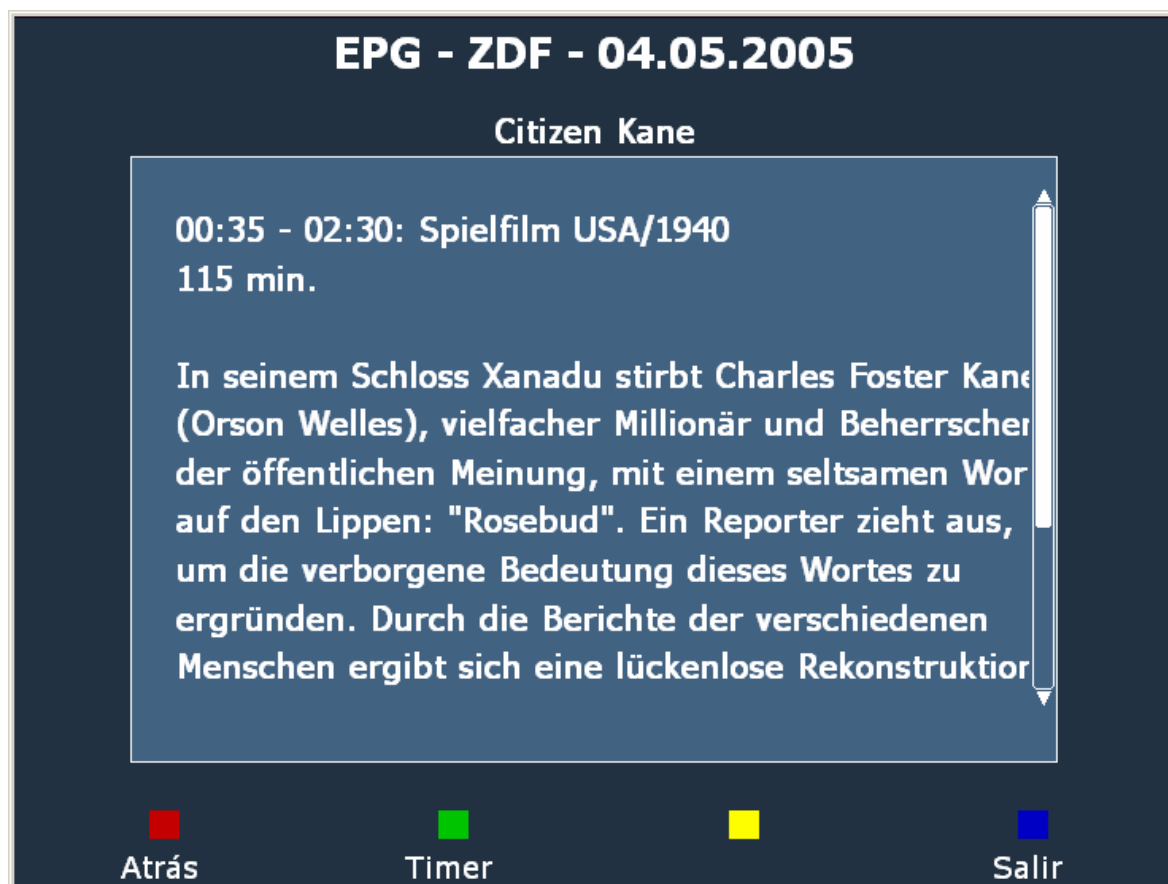 EPG - ZDF - 04.05.2005
Citizen Kane
00:35 - 02:30: Spielfilm USA/1940
115 min.
In seinem Schloss Xanadu stirbt Charles Foster Kane
(Orson Welles), vielfacher Millionär und Beherrscher
der öffentlichen Meinung, mit einem seltsamen Wor
auf den Lippen: "Rosebud". Ein Reporter zieht aus,
um die verborgene Bedeutung dieses Wortes zu
ergründen. Durch die Berichte der verschiedenen
Menschen ergibt sich eine lückenlose Rekonstruktion
Atrás Timer Salir